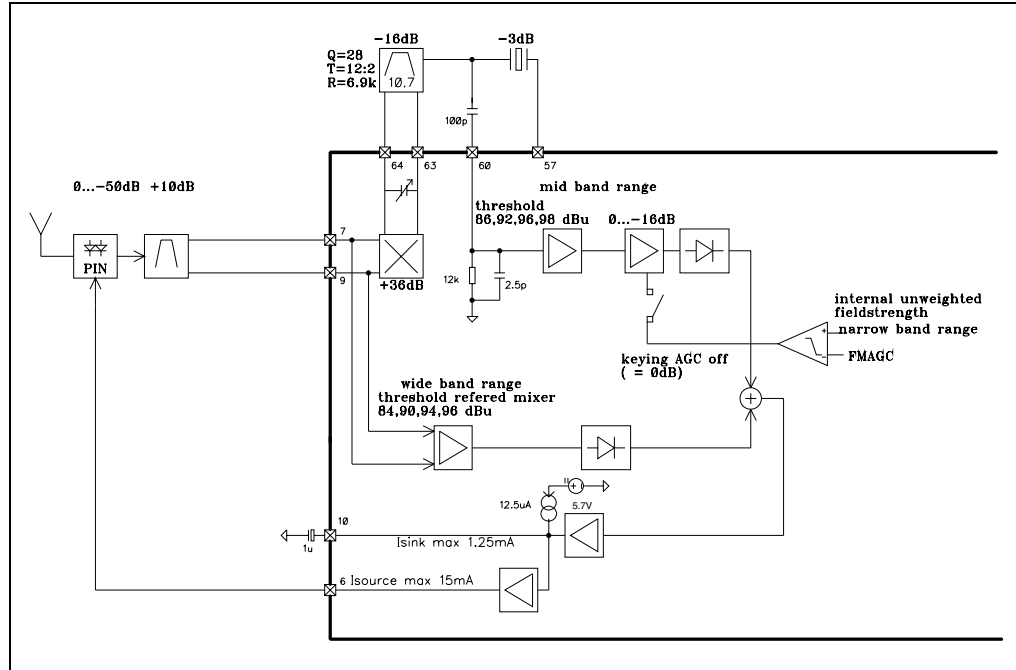 -16dB
-3dB
Q=28
T=12:2
R=6.9k
10.7
100p
64
63
60
57
0...-50dB +10dB
mid band range
threshold
86,92,96,98 dBu
0...-16dB
7
PIN
9
+36dB
12k
2.5p
internal unweighted
fieldstrength
narrow band range
+
-
FMAGC
keying AGC off
( = 0dB)
wide band range
threshold refered mixer
84,90,94,96 dBu
+
12.5uA
5.7V
10
1u
Isink max 1.25mA
6
Isource max 15mA